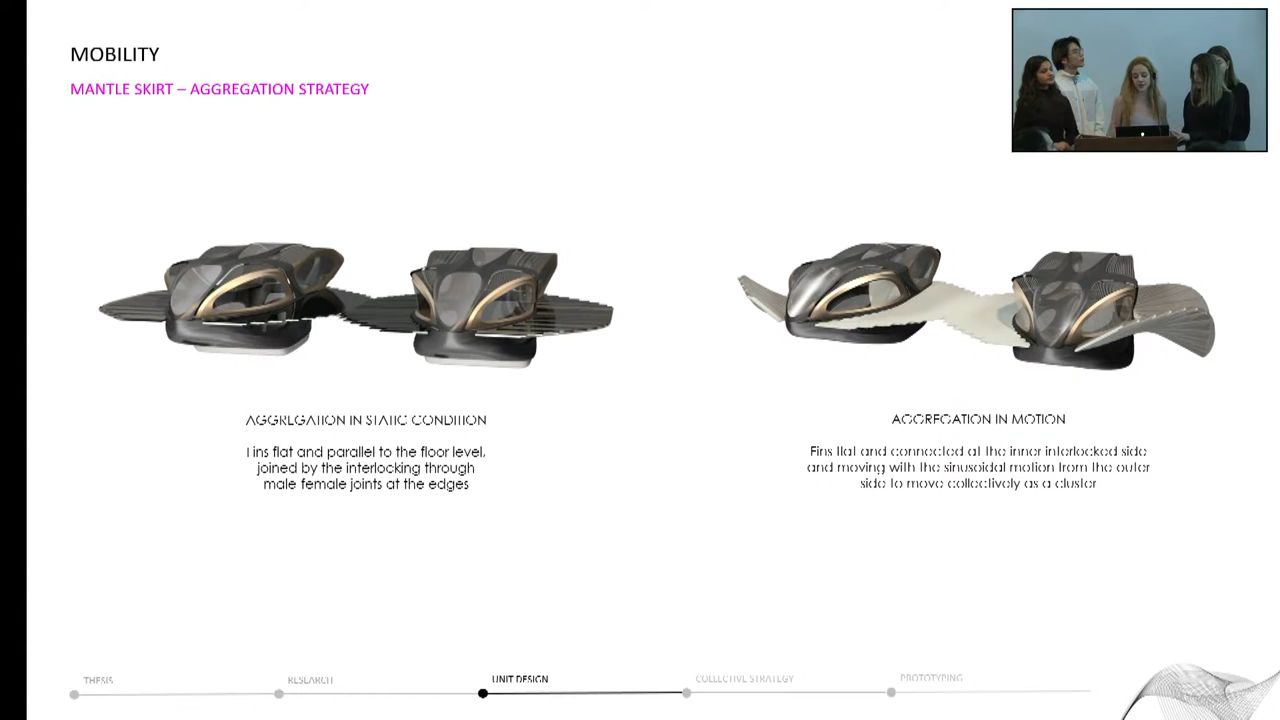 MOBILITY
MANTLE SKIRT – AGGREGATION STRATEGY
AGGREGATION IN STATIC CONDITION
Fins flat and parallel to the floor level,
joined by the interlocking through
male female joints at the edges
AGGREGATION IN MOTION
Fins flat and connected at the inner interlocked side
and moving with the sinusoidal motion from the outer
side to move collectively as a cluster
THESIS
RESEARCH
UNIT DESIGN
COLLECTIVE STRATEGY
PROTOTYPING